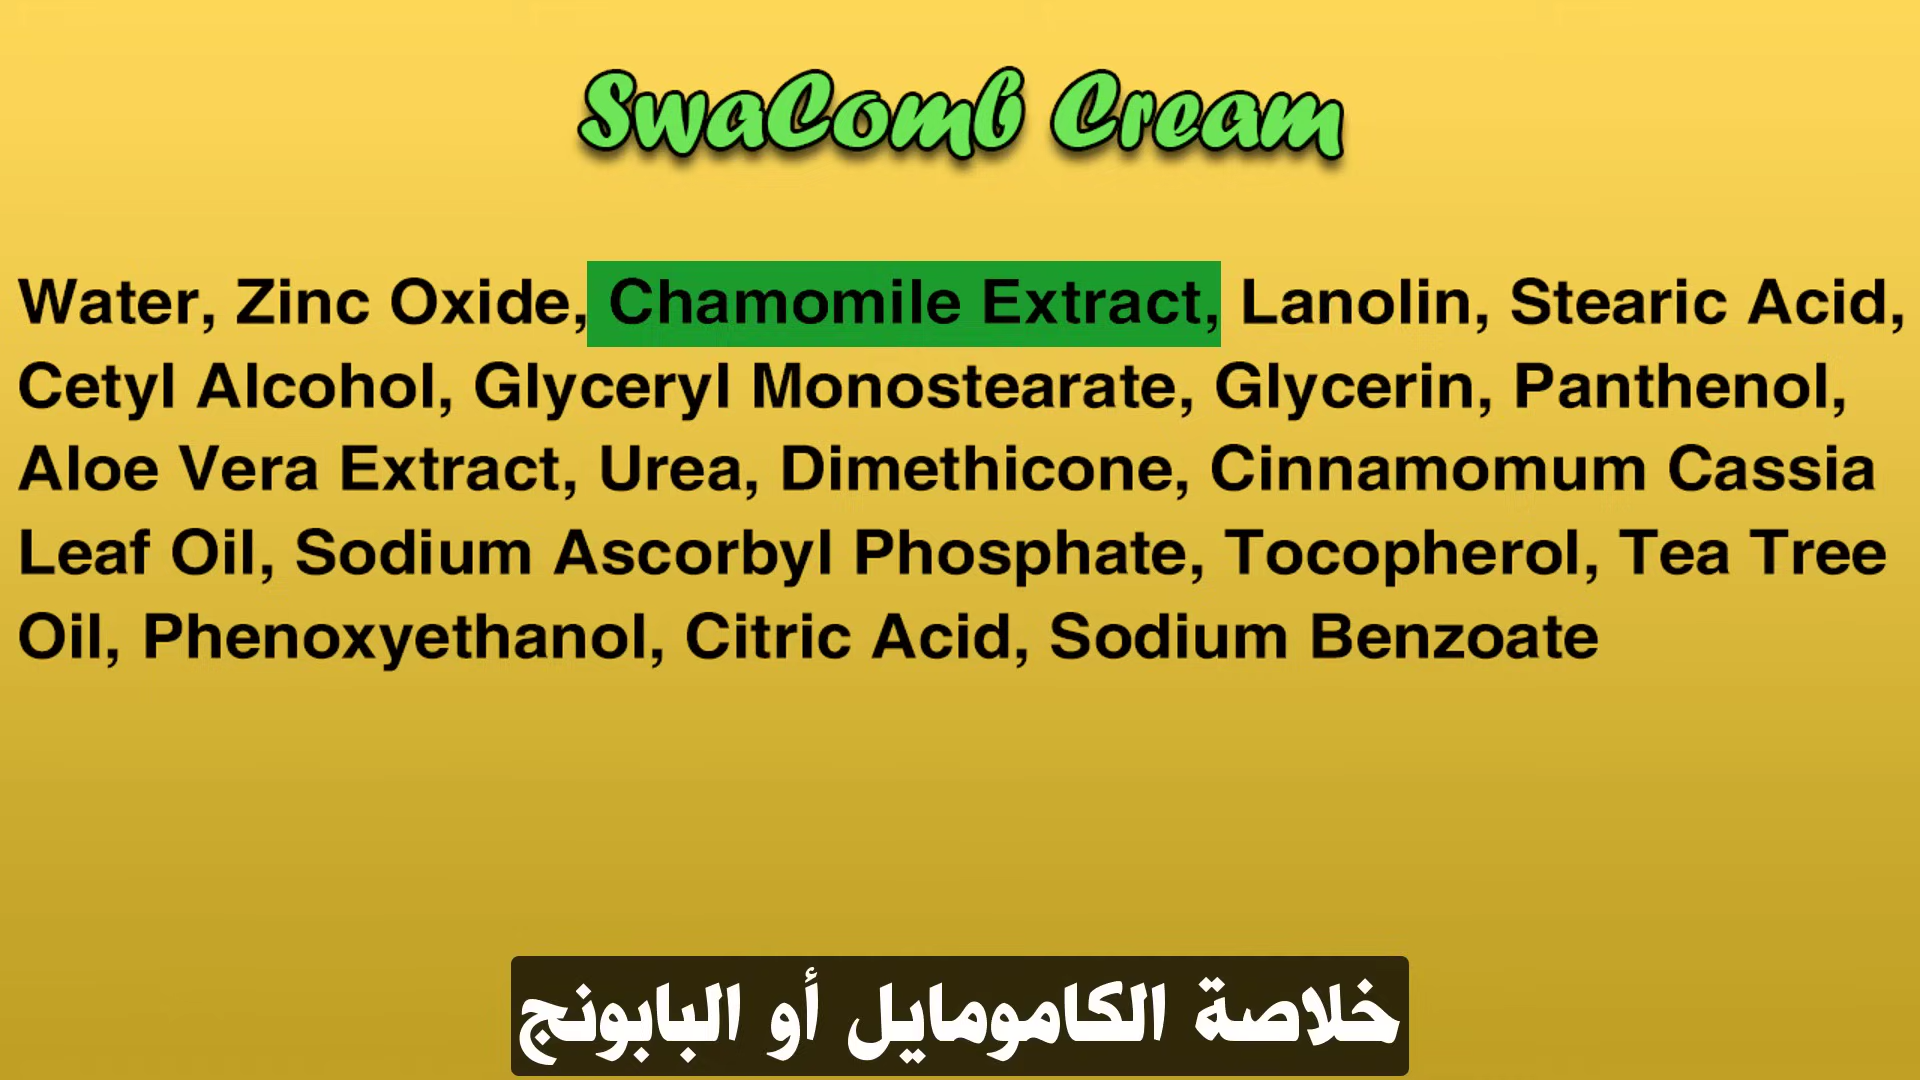 SwaComb Cream
Water, Zinc Oxide, Chamomile Extract, Lanolin, Stearic Acid,
Cetyl Alcohol, Glyceryl Monostearate, Glycerin, Panthenol,
Aloe Vera Extract, Urea, Dimethicone, Cinnamomum Cassia
Leaf Oil, Sodium Ascorbyl Phosphate, Tocopherol, Tea Tree
Oil, Phenoxyethanol, Citric Acid, Sodium Benzoate
خلاصة الكامومايل أو البابونج